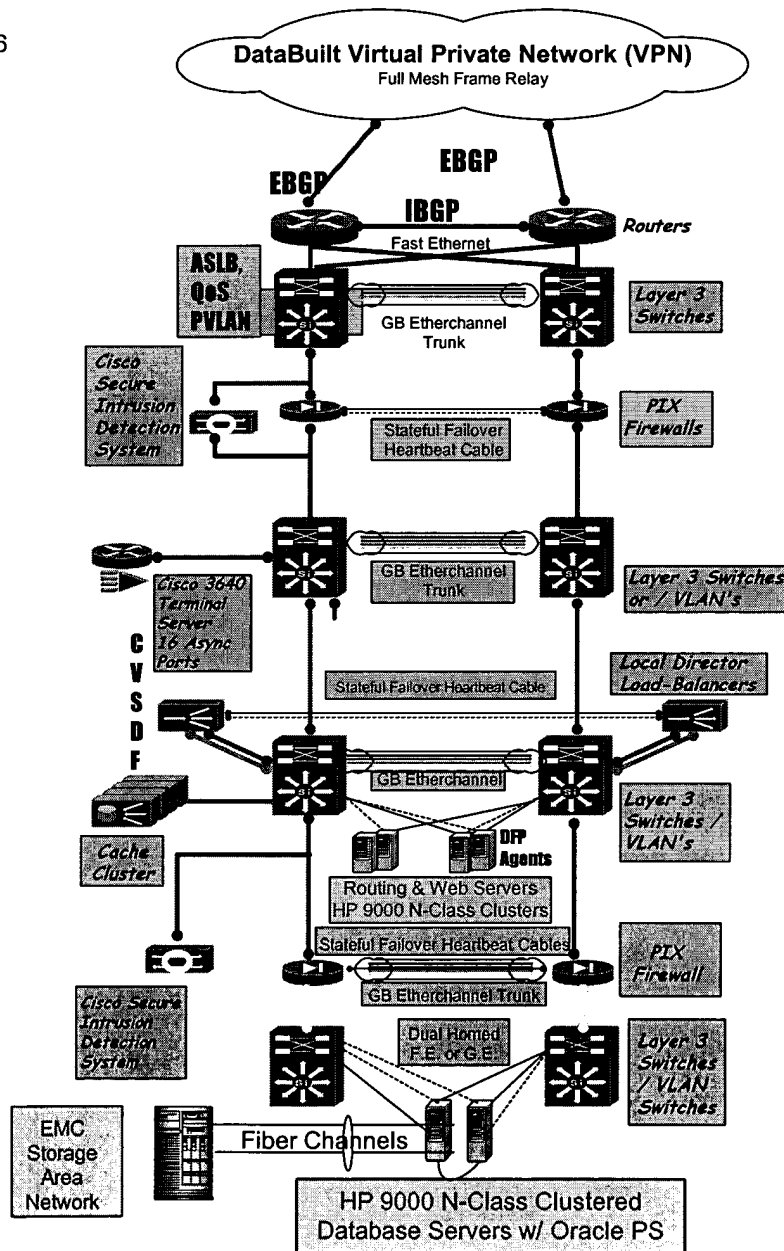 6
DataBuilt Virtual Private Network (VPN)
Full Mesh Frame Relay
EBGP
EBGP
IBGP
Routers
Fast Ethernet
ASLB,
QoS
PVLAN
Layer 3
Switches
GB Etherchannel
Trunk
Cisco
Secure
Intrusion
Detection
System
PIX
Firewalls
Stateful Failover
Heartbeat Cable
GB Etherchannel
Trunk
Layer 3 Switches
or / VLAN's
Cisco 3640
Terminal
Server
16 Async
Ports
C
V
S
D
F
Local Director
Load-Balancers
Stateful Failover Heartbeat Cable
GB Etherchannel
Layer 3
Switches /
VLAN's
Cache
Cluster
DFP
Agents
Routing & Web Servers
HP 9000 N-Class Clusters
Stateful Failover Heartbeat Cables
PIX
Firewall
GB Etherchannel Trunk
Cisco Secure
Intrusion
Detection
System
Dual Homed
F.E. or G.E.
Layer 3
Switches
/ VLAN
Switches
EMC
Storage
Area
Network
Fiber Channels
HP 9000 N-Class Clustered
Database Servers w/ Oracle PS